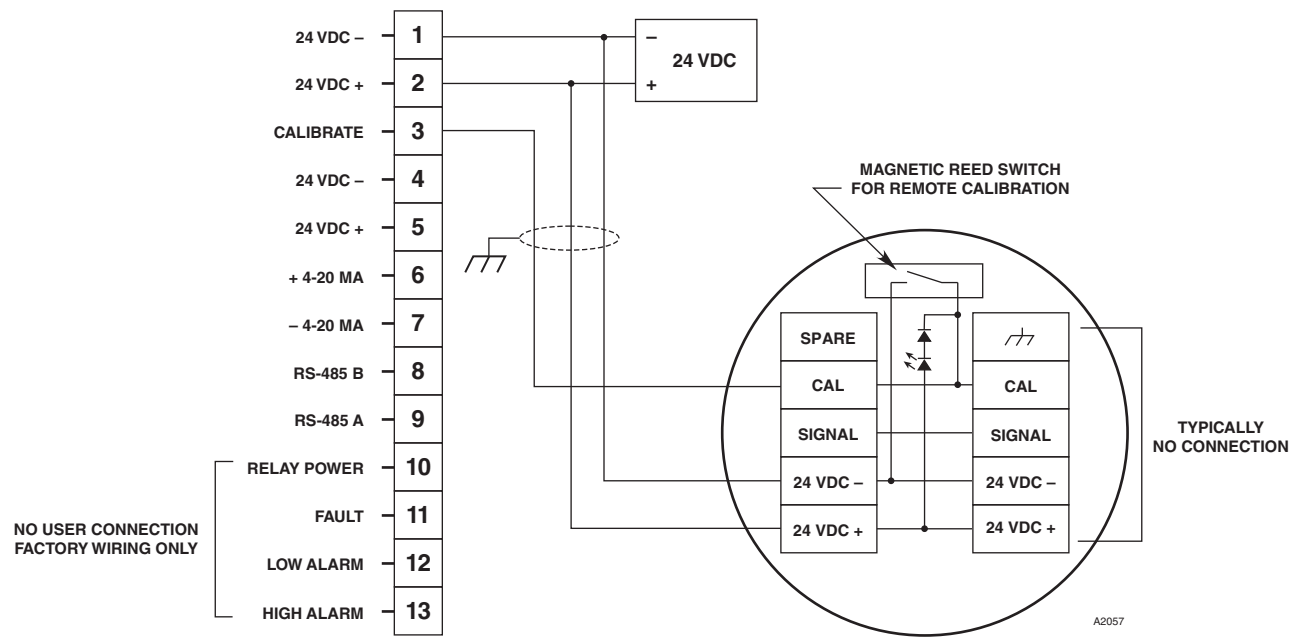 24 VDC –
1
24 VDC +
2
CALIBRATE
3
24 VDC –
4
24 VDC +
5
+ 4-20 MA
6
– 4-20 MA
7
RS-485 B
8
RS-485 A
9
RELAY POWER
10
FAULT
11
LOW ALARM
12
HIGH ALARM
13
NO USER CONNECTION
FACTORY WIRING ONLY
–
24 VDC
+
MAGNETIC REED SWITCH
FOR REMOTE CALIBRATION
SPARE
CAL
SIGNAL
24 VDC –
24 VDC +
CAL
SIGNAL
24 VDC –
24 VDC +
TYPICALLY
NO CONNECTION
A2057